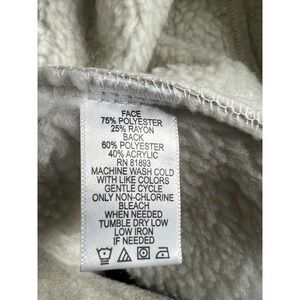 FACE
75% POLYESTER
25% RAYON
BACK
60% POLYESTER
40% ACRYLIC
RN 81693
MACHINE WASH COLD
WITH LIKE COLORS
GENTLE CYCLE
ONLY NON-CHLORINE
BLEACH
WHEN NEEDED
TUMBLE DRY LOW
LOW IRON
IF NEEDED